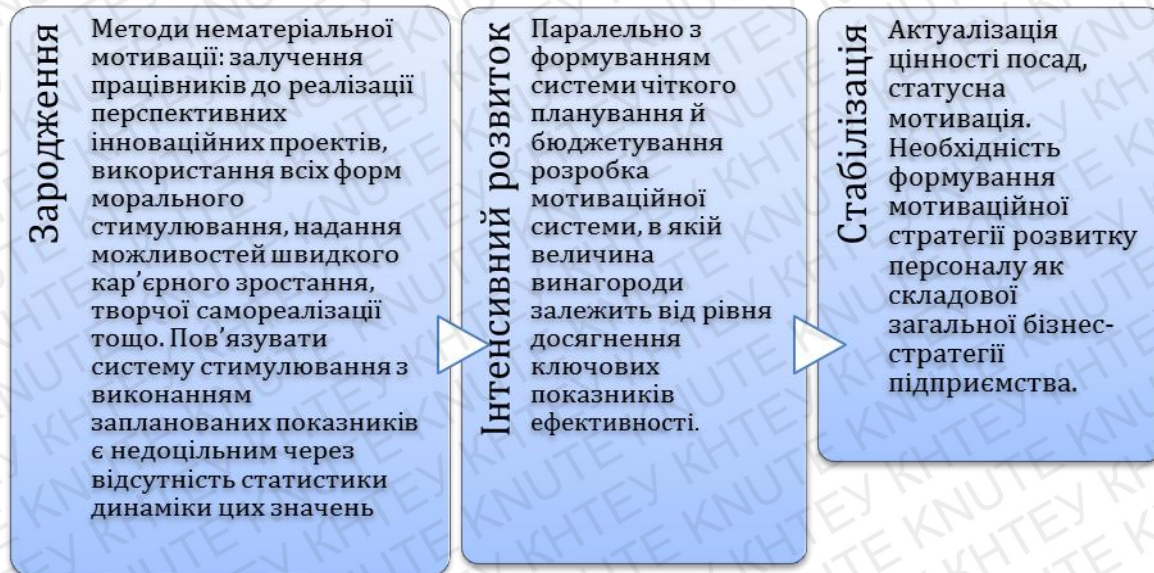 Зародження
Методи нематеріальної
мотивації: залучення
працівників до реалізації
перспективних
інноваційних проектів,
використання всіх форм
морального
стимулювання, надання
можливостей швидкого
кар’єрного зростання,
творчої самореалізації
тощо. Пов’язувати
систему стимулювання з
виконанням
запланованих показників
є недоцільним через
відсутність статистики
динаміки цих значень
Інтенсивний розвиток
Паралельно з
формуванням
системи чіткого
планування й
бюджетування
розробка
мотиваційної
системи, в якій
величина
винагороди
залежить від рівня
досягнення
ключових
показників
ефективності.
Стабілізація
Актуалізація
цінності посад,
статусна
мотивація.
Необхідність
формування
мотиваційної
стратегії розвитку
персоналу як
складової
загальної бізнес-
стратегії
підприємства.